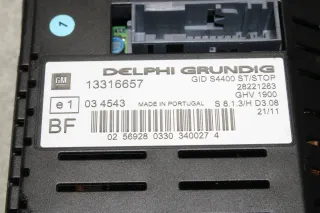 1
DELPHI GRUNDIG
GM
13316657
GID S4400 ST/STOP
28221263
GHV 1900
e1
03 4543
MADE IN PORTUGAL
S 8.1.3/H D3.08
21/11
BF
02 56928 0330 340027 4